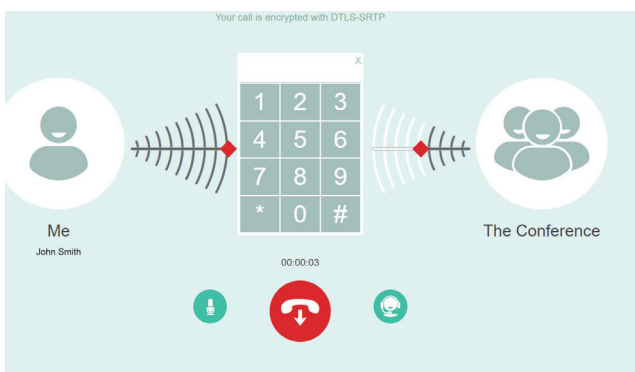 Your call is encrypted with DTLS-SRTP
X
1 2 3
4 5 6
7 8 9
* 0 #
Me
John Smith
The Conference
00:00:03